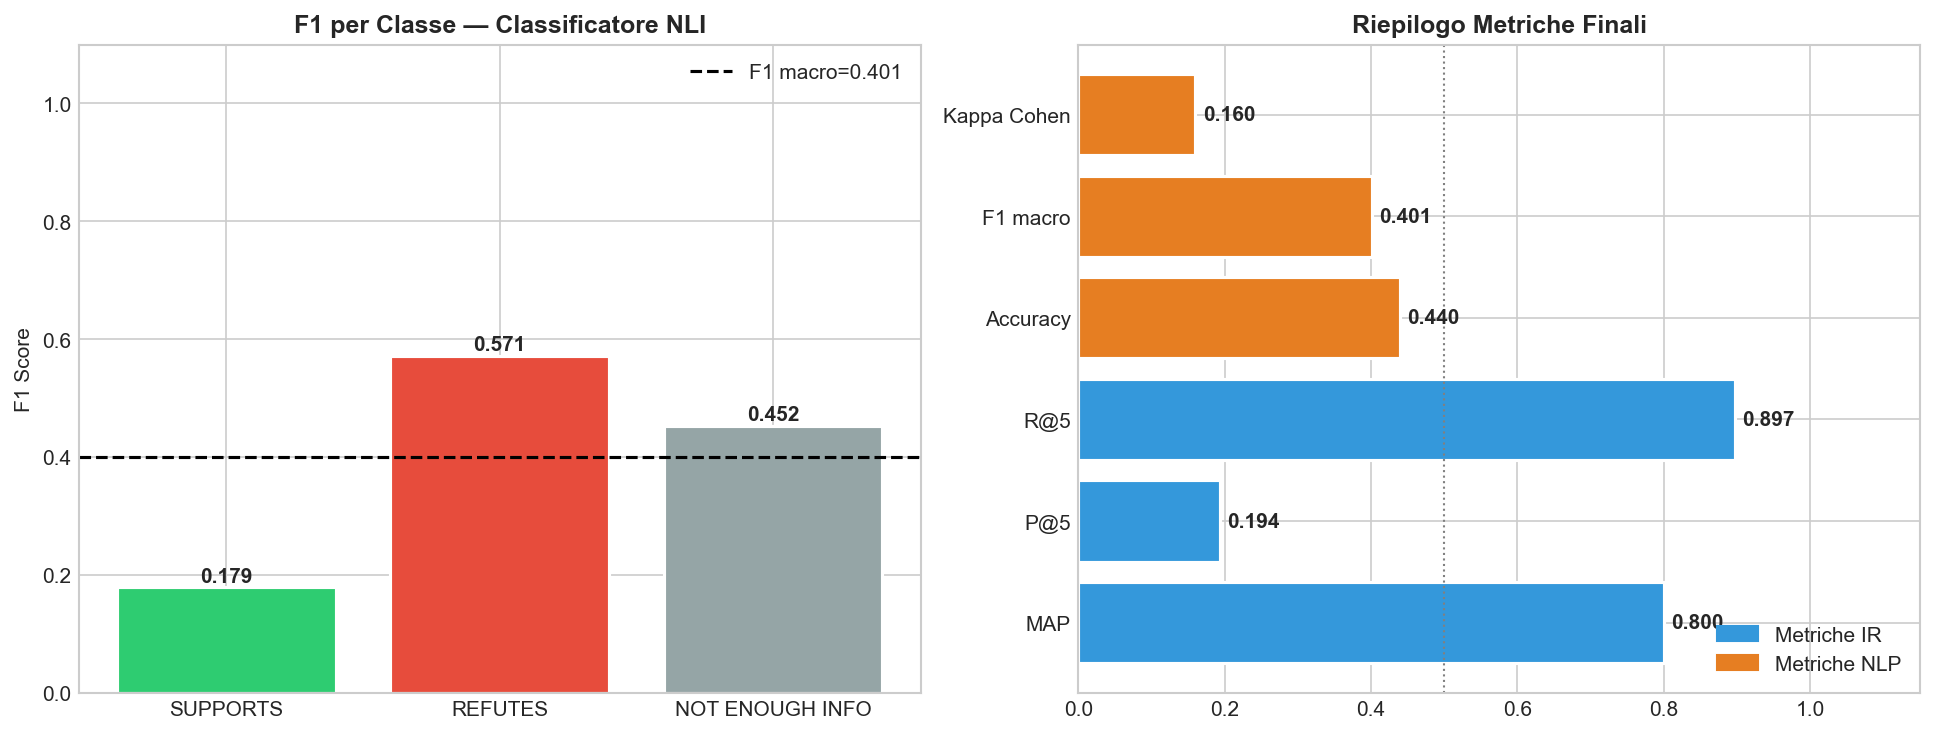 F1 per Classe — Classificatore NLI
F1 macro=0.401
F1 Score
1.0
0.8
0.6
0.4
0.2
0.0
0.179
0.571
0.452
SUPPORTS
REFUTES
NOT ENOUGH INFO
Riepilogo Metriche Finali
Kappa Cohen
0.160
F1 macro
0.401
Accuracy
0.440
R@5
0.897
P@5
0.194
MAP
0.800
Metriche IR
Metriche NLP
0.0
0.2
0.4
0.6
0.8
1.0